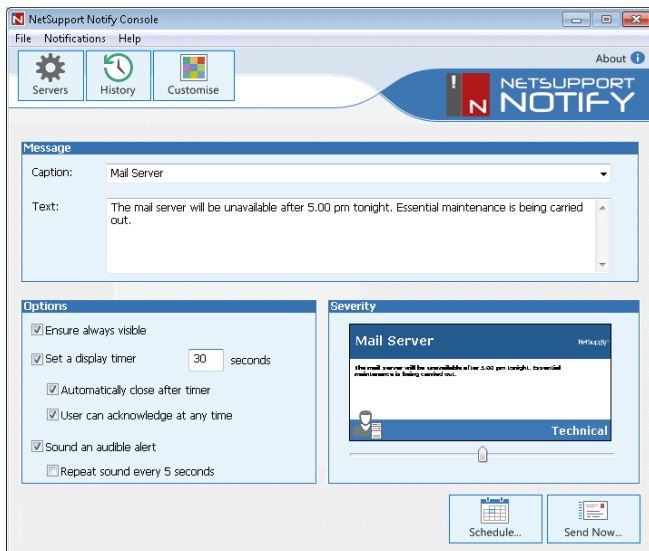 NetSupport Notify Console
File Notifications Help
About
Servers
History
Customise
NETSUPPORT
NOTIFY
Message
Caption:
Mail Server
Text:
The mail server will be unavailable after 5.00 pm tonight. Essential maintenance is being carried
out.
Options
Ensure always visible
Set a display timer 30 seconds
Automatically close after timer
User can acknowledge at any time
Sound an audible alert
Repeat sound every 5 seconds
Severity
Mail Server
The mail server will be unavailable after 5.00 pm tonight. Essential
maintenance is being carried out.
Technical
Schedule...
Send Now...